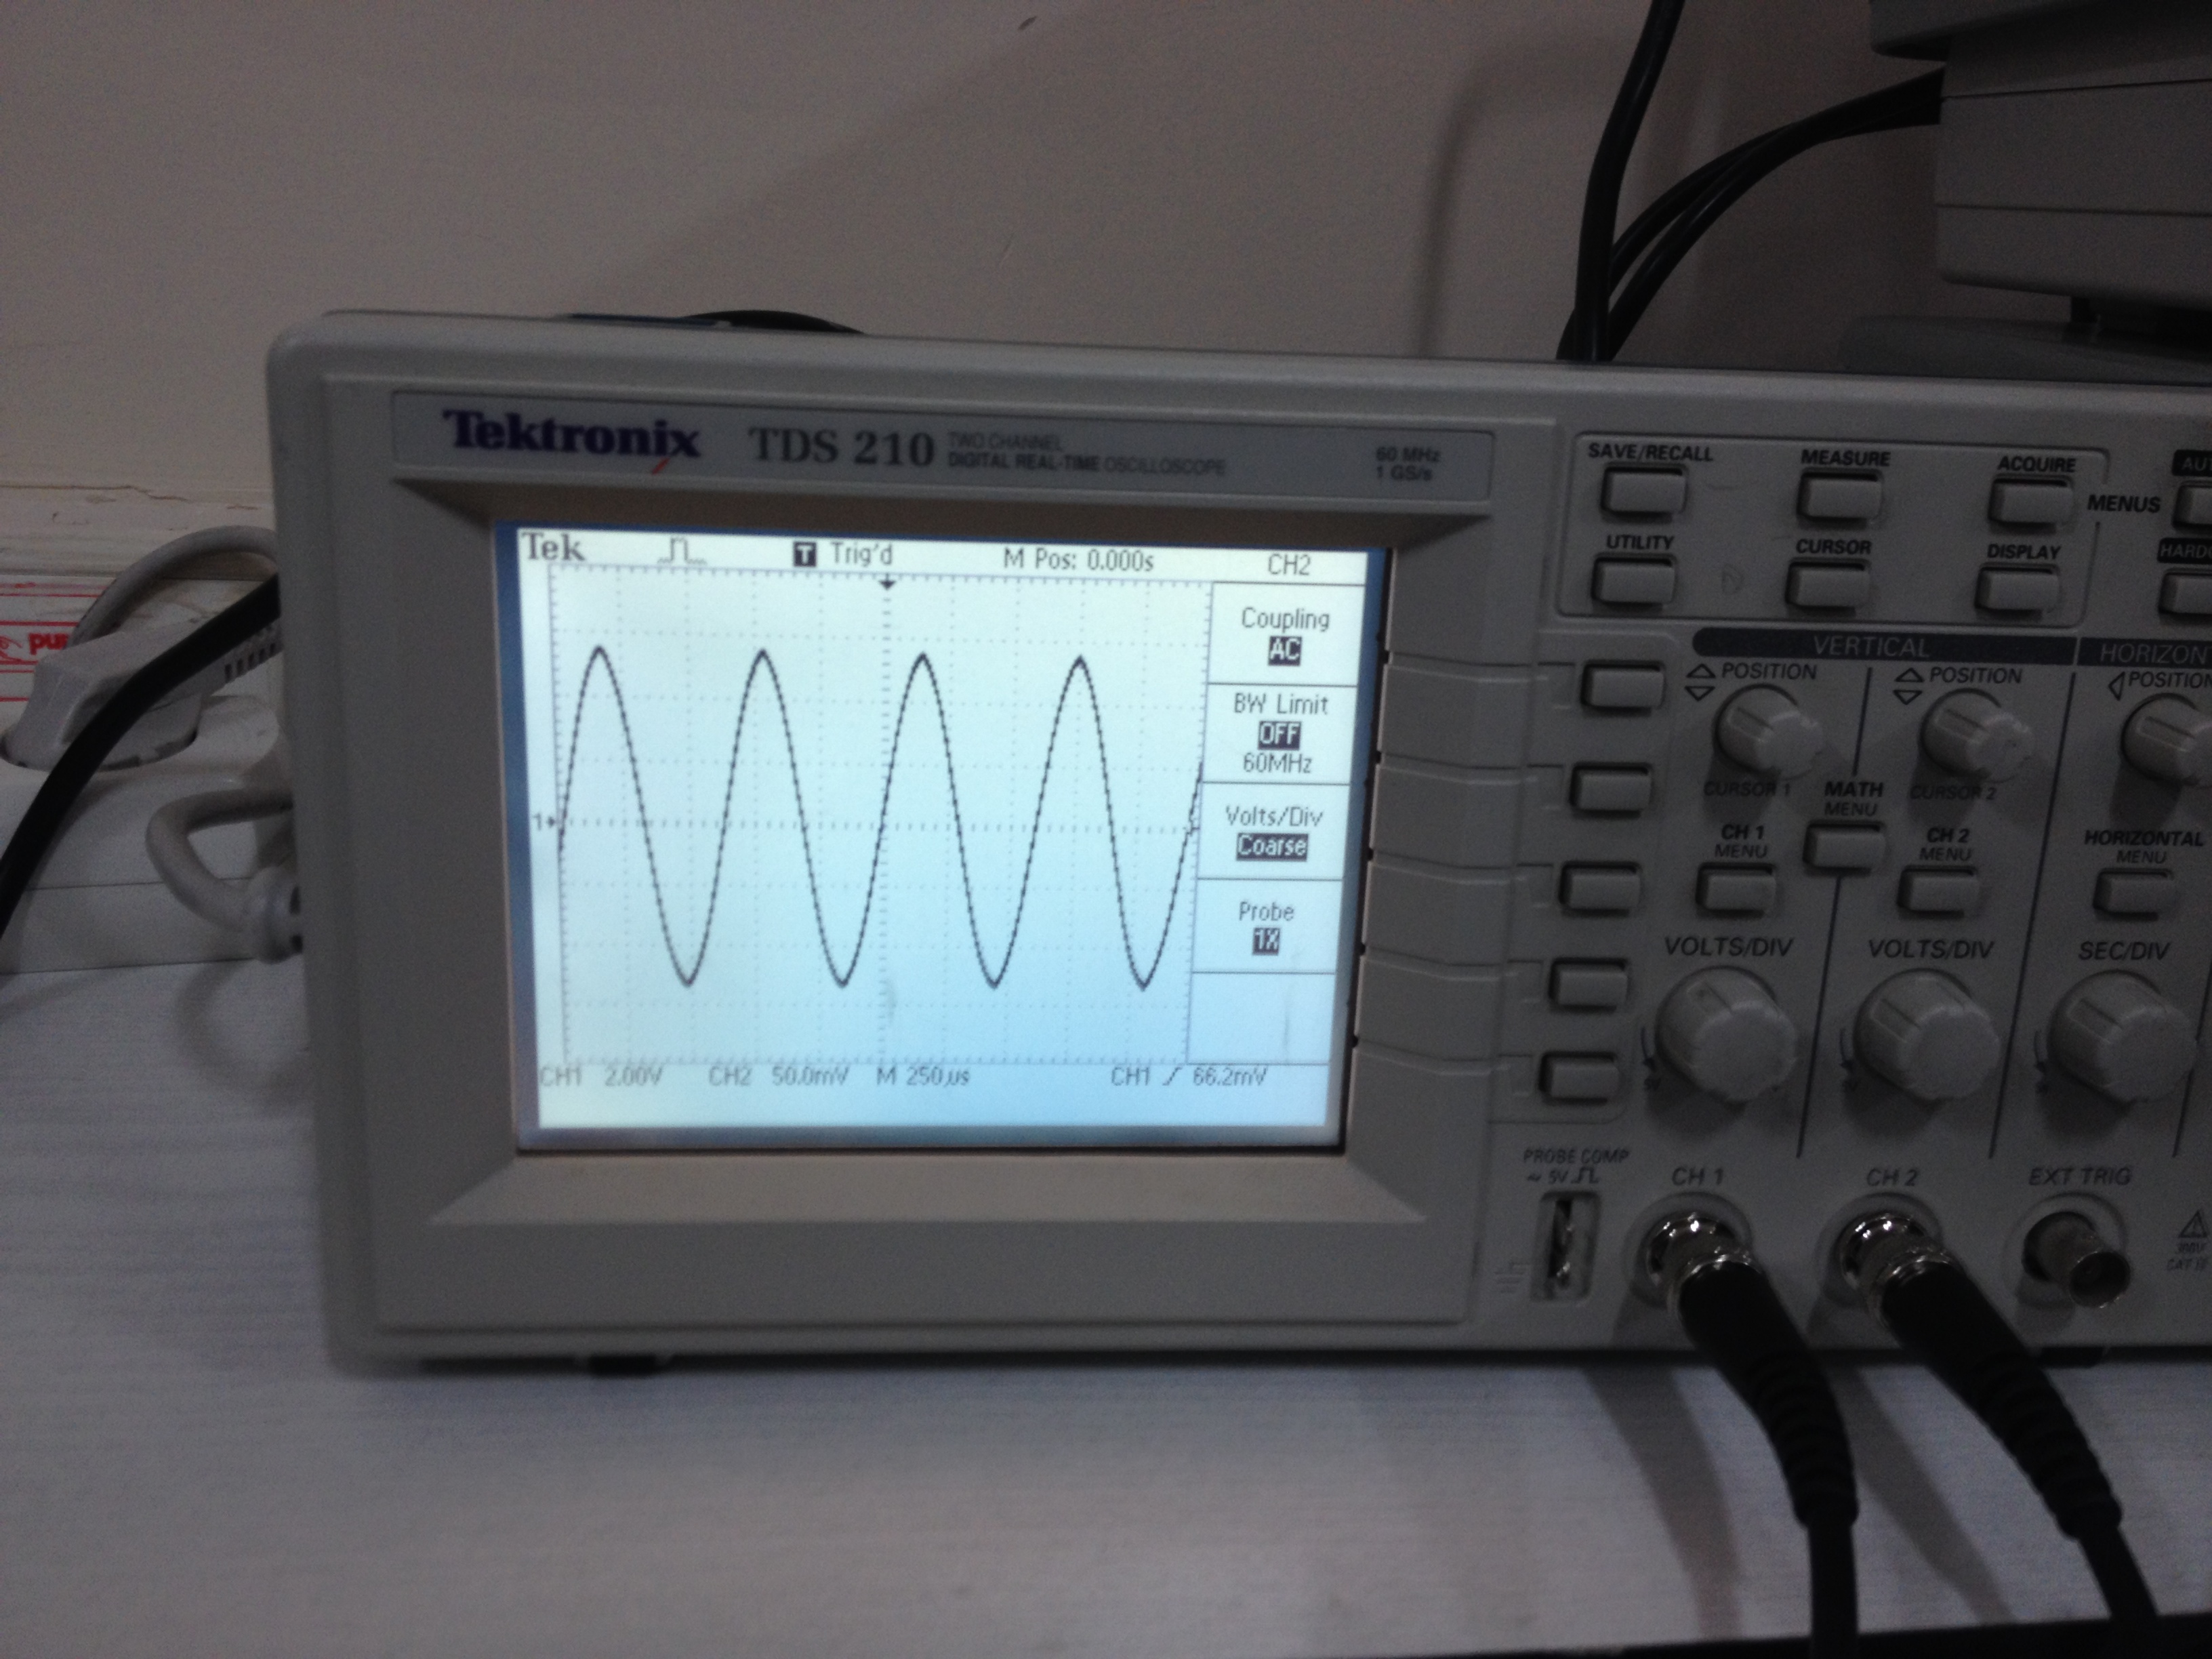 Tektronix TDS 210 TWO CHANNEL
DIGITAL REAL-TIME OSCILLOSCOPE
60 MHz
1 GS/s
Tek T Trig'd M Pos: 0.000s CH2
Coupling
AC
BW Limit
OFF
60MHz
Volts/Div
Coarse
Probe
1X
1
CH1 2.00V CH2 50.0mV M 250µs CH1 66.2mV
SAVE/RECALL MEASURE ACQUIRE
MENUS
UTILITY CURSOR DISPLAY
VERTICAL
POSITION POSITION POSITION
CURSOR 1 CURSOR 2
MATH
MENU
CH 1
MENU
CH 2
MENU
HORIZONTAL
MENU
VOLTS/DIV VOLTS/DIV SEC/DIV
PROBE COMP
~ 5V
CH 1 CH 2 EXT TRIG